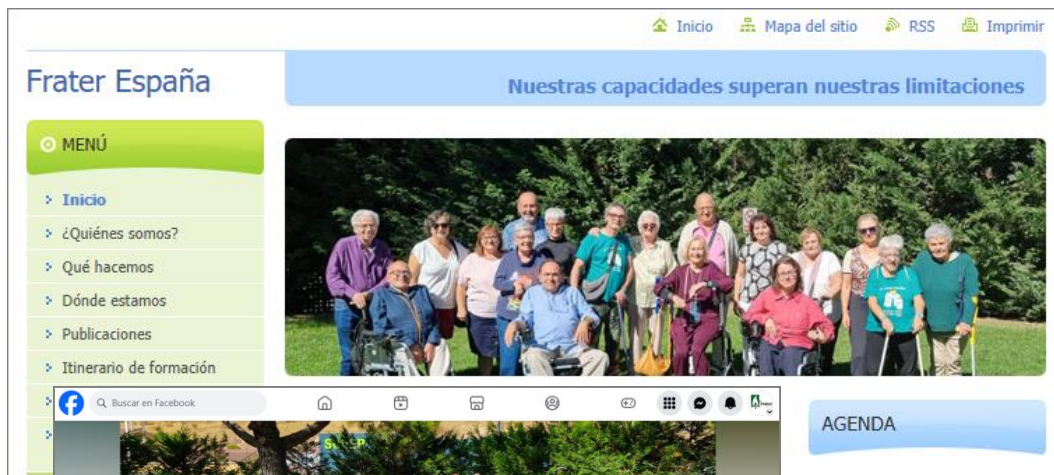 Inicio Mapa del sitio RSS Imprimir
Frater España
Nuestras capacidades superan nuestras limitaciones
MENÚ
Inicio
¿Quiénes somos?
Qué hacemos
Dónde estamos
Publicaciones
Itinerario de formación
Buscar en Facebook
AGENDA